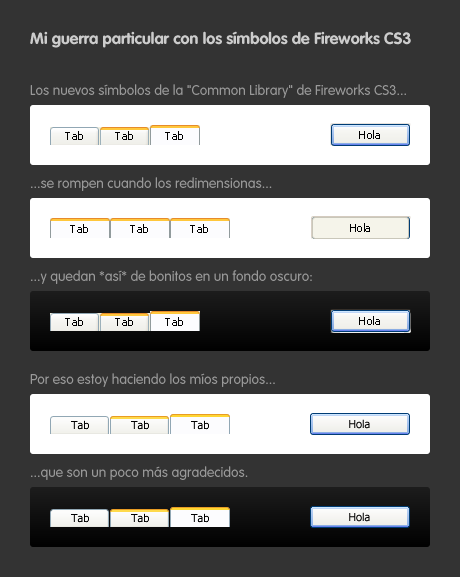 Mi guerra particular con los símbolos de Fireworks CS3
Los nuevos símbolos de la "Common Library" de Fireworks CS3...
Tab Tab Tab Hola
...se rompen cuando los redimensionas...
Tab Tab Tab Hola
...y quedan *así* de bonitos en un fondo oscuro:
Tab Tab Tab Hola
Por eso estoy haciendo los míos propios...
Tab Tab Tab Hola
...que son un poco más agradecidos.
Tab Tab Tab Hola